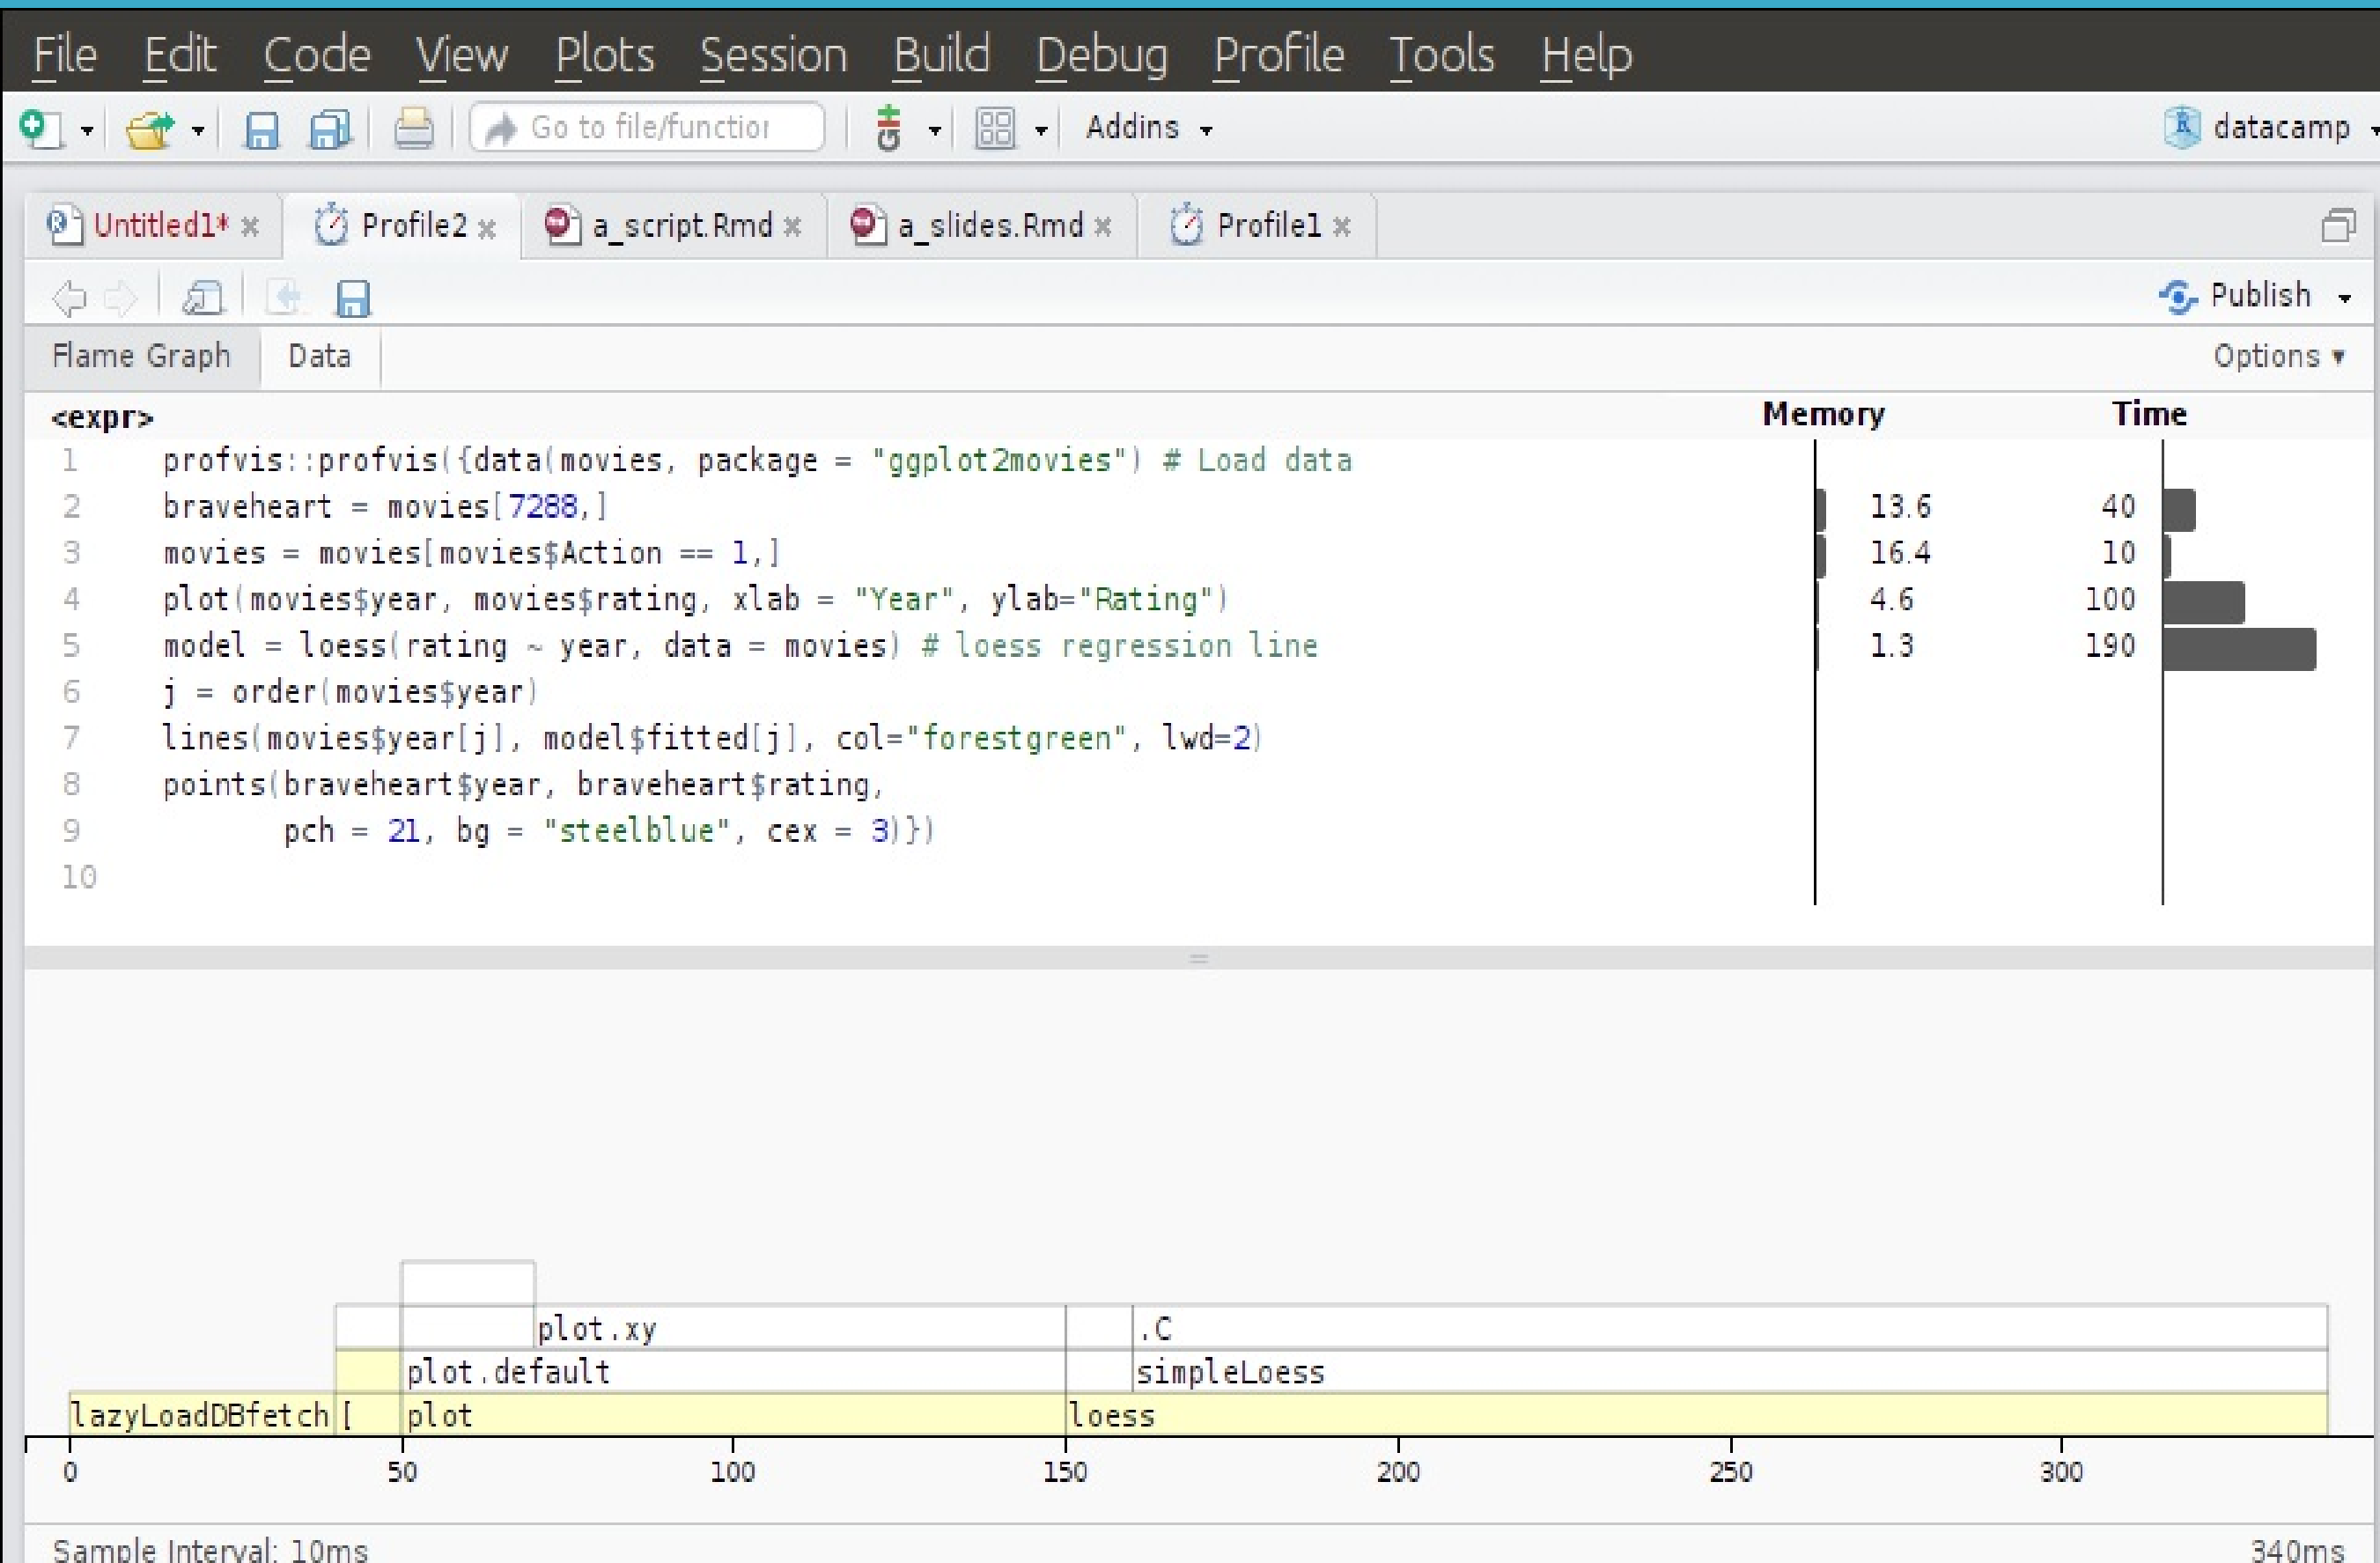 File Edit Code View Plots Session Build Debug Profile Tools Help
Go to file/function Addins datacamp
Untitled1* Profile2 a_script.Rmd a_slides.Rmd Profile1
Publish
Flame Graph Data Options
<expr> Memory Time
1 profvis::profvis({data(movies, package = "ggplot2movies") # Load data
2 braveheart = movies[7288,] 13.6 40
3 movies = movies[movies$Action == 1,] 16.4 10
4 plot(movies$year, movies$rating, xlab = "Year", ylab="Rating") 4.6 100
5 model = loess(rating ~ year, data = movies) # loess regression line 1.3 190
6 j = order(movies$year)
7 lines(movies$year[j], model$fitted[j], col="forestgreen", lwd=2)
8 points(braveheart$year, braveheart$rating,
9 pch = 21, bg = "steelblue", cex = 3)})
10
plot.xy .C
plot.default simpleLoess
lazyLoadDBfetch [ plot loess
0 50 100 150 200 250 300
Sample Interval: 10ms 340ms